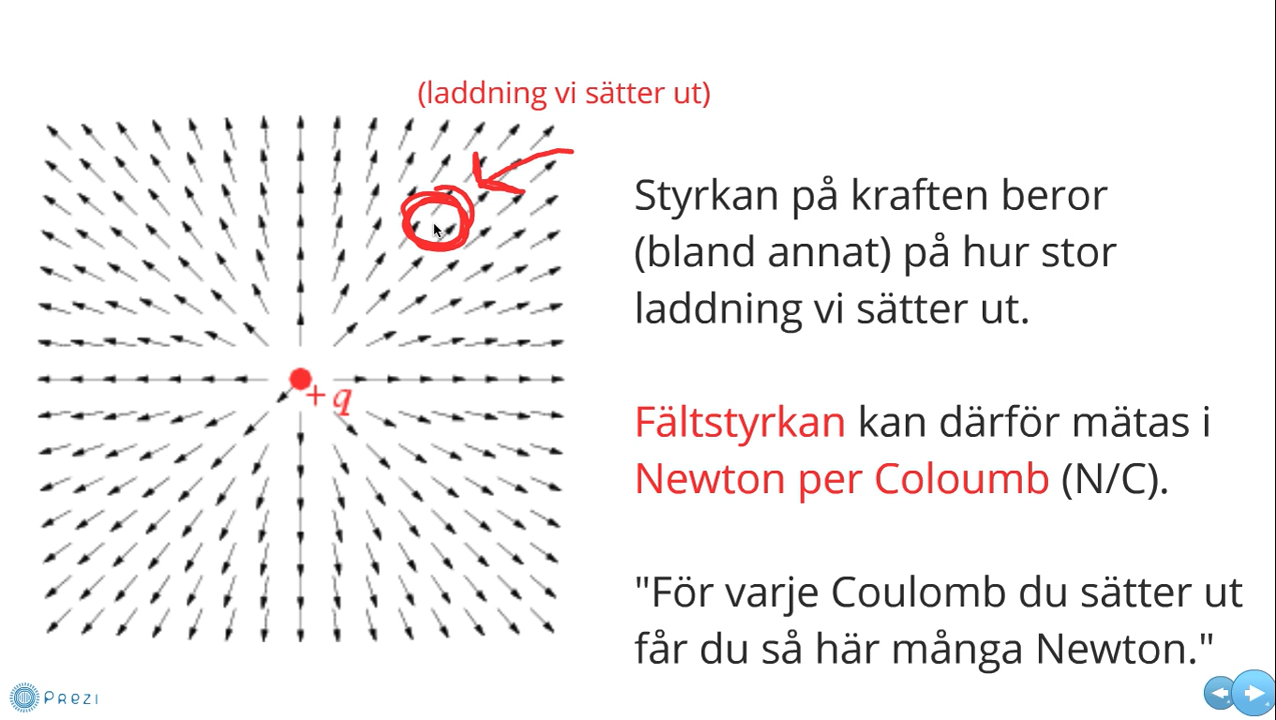 (laddning vi sätter ut)
+ q
Styrkan på kraften beror
(bland annat) på hur stor
laddning vi sätter ut.
Fältstyrkan kan därför mätas i
Newton per Coloumb (N/C).
"För varje Coulomb du sätter ut
får du så här många Newton."
PREZI